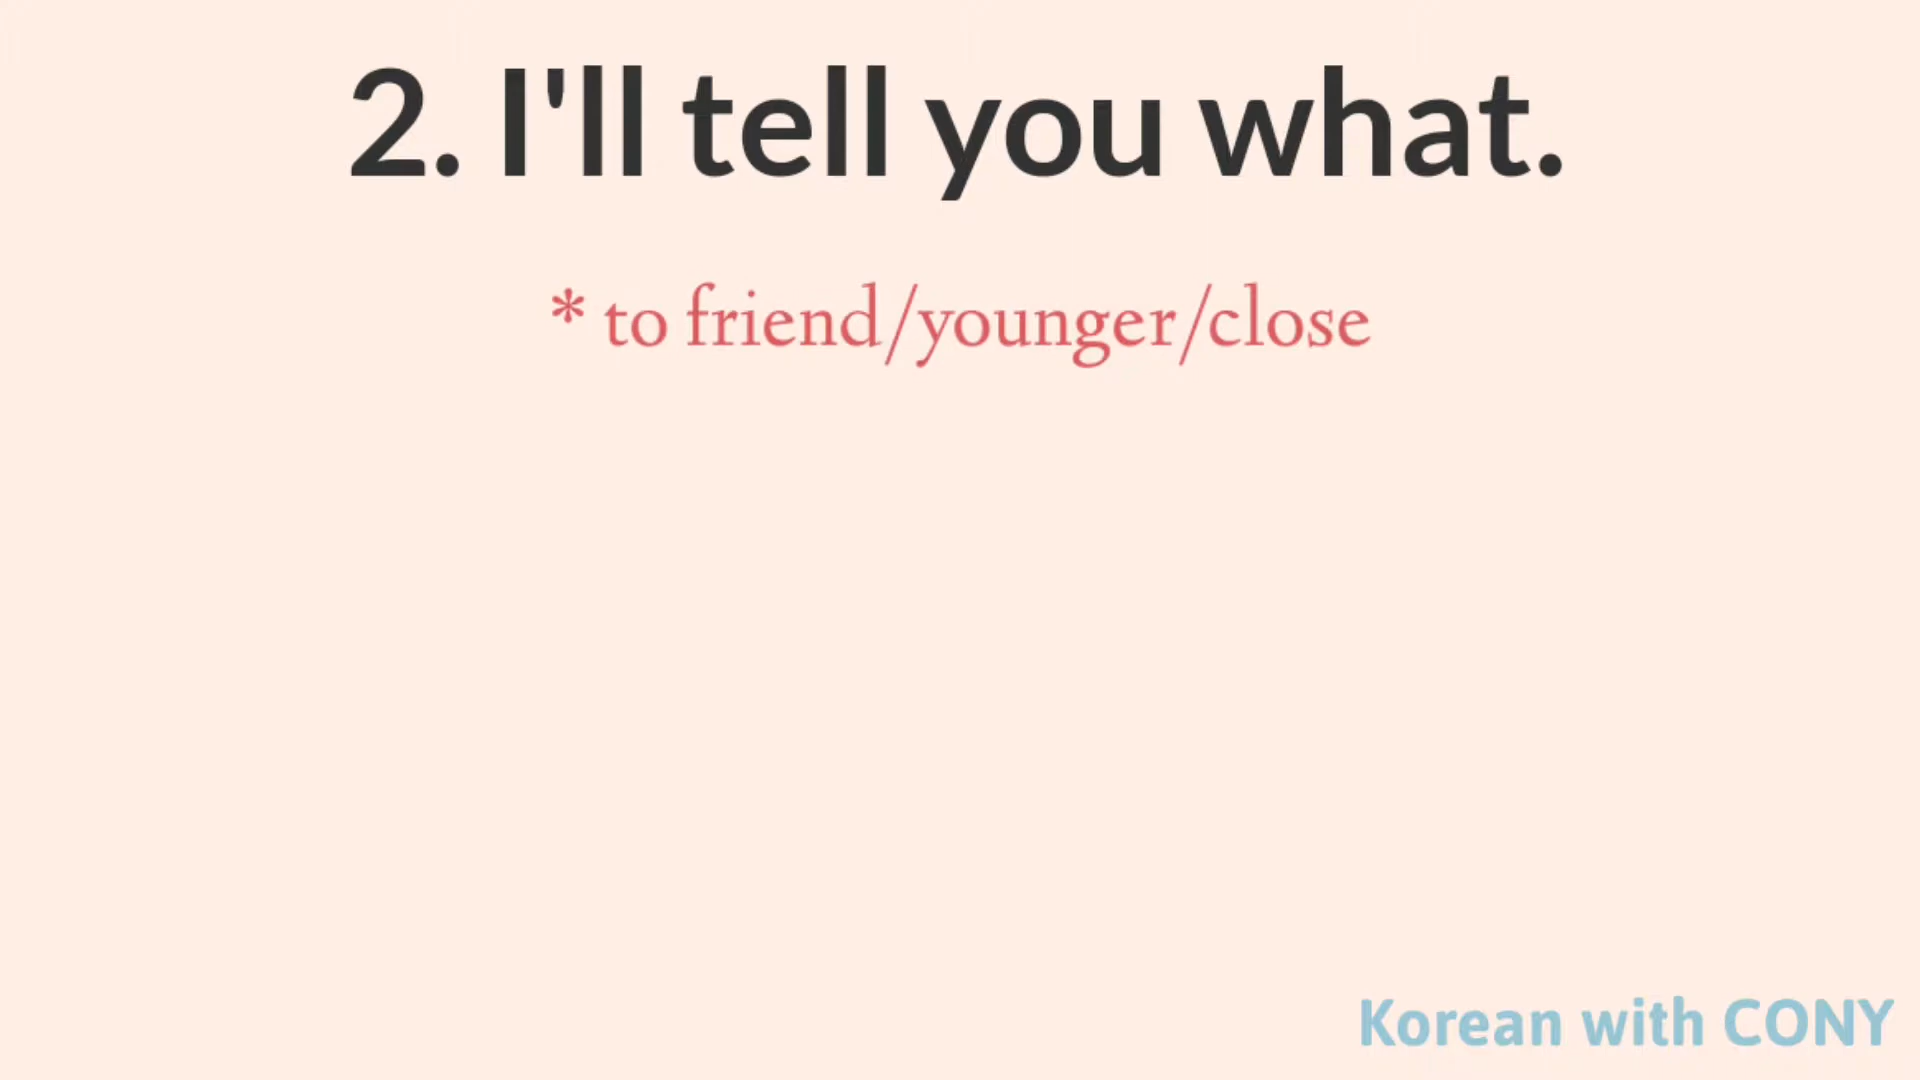 2. I'll tell you what.
* to friend/younger/close
Korean with CONY